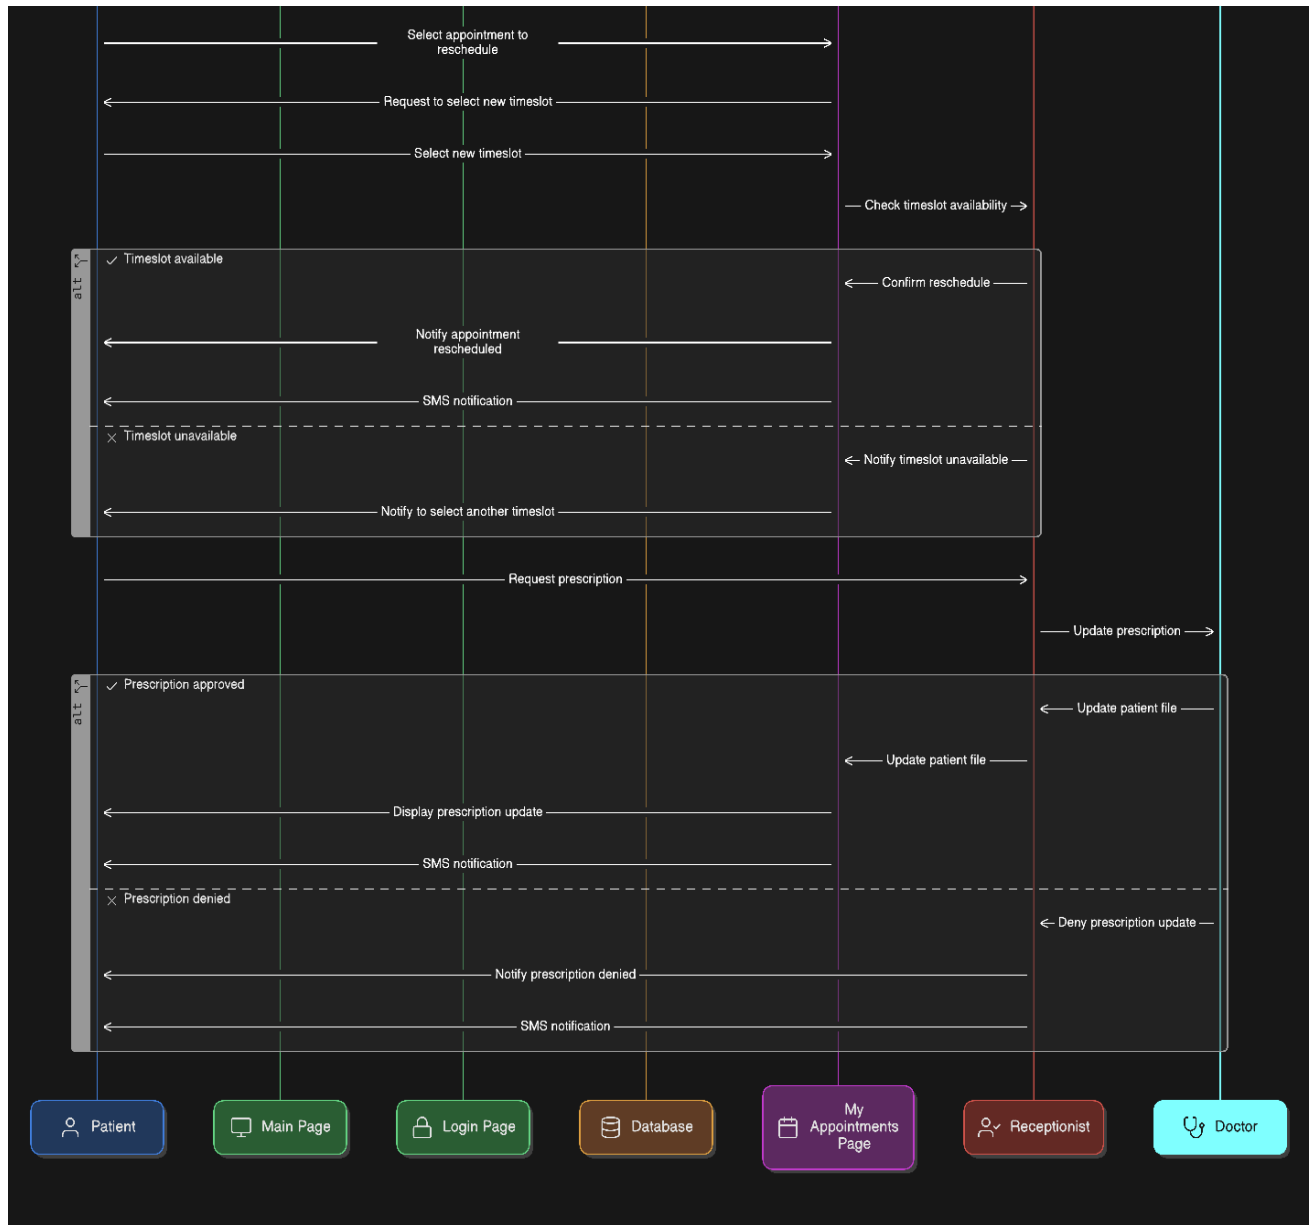 Select appointment to
reschedule
Request to select new timeslot
Select new timeslot
Check timeslot availability
alt
Timeslot available
Confirm reschedule
Notify appointment
rescheduled
SMS notification
Timeslot unavailable
Notify timeslot unavailable
Notify to select another timeslot
Request prescription
Update prescription
alt
Prescription approved
Update patient file
Update patient file
Display prescription update
SMS notification
Prescription denied
Deny prescription update
Notify prescription denied
SMS notification
Patient
Main Page
Login Page
Database
My
Appointments
Page
Receptionist
Doctor